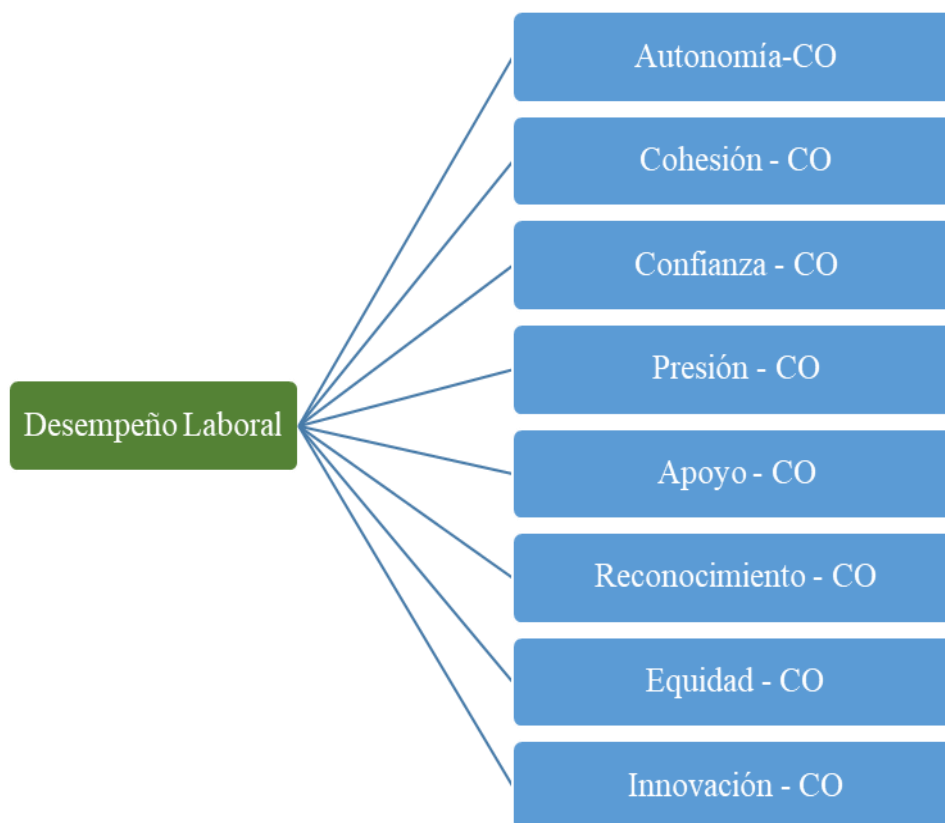 Autonomía-CO
Cohesión - CO
Confianza - CO
Presión - CO
Desempeño Laboral
Apoyo - CO
Reconocimiento - CO
Equidad - CO
Innovación - CO